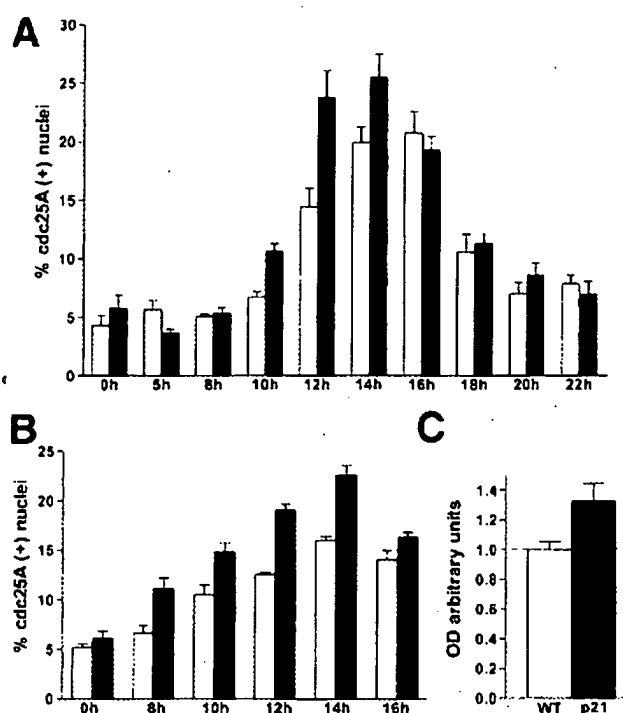 A
% cdc25A (+) nuclei
30
25
20
15
10
5
0
0h 5h 8h 10h 12h 14h 16h 18h 20h 22h
B
% cdc25A (+) nuclei
25
20
15
10
5
0
0h 8h 10h 12h 14h 16h
C
OD arbitrary units
1.4
1.2
1.0
0.8
0.6
0.4
0.2
0.0
WT p21